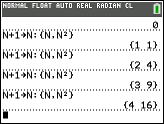 NORMAL FLOAT AUTO REAL RADIAN CL
0
N+1→N:{N,N²}
{1 1}
N+1→N:{N,N²}
{2 4}
N+1→N:{N,N²}
{3 9}
N+1→N:{N,N²}
{4 16}